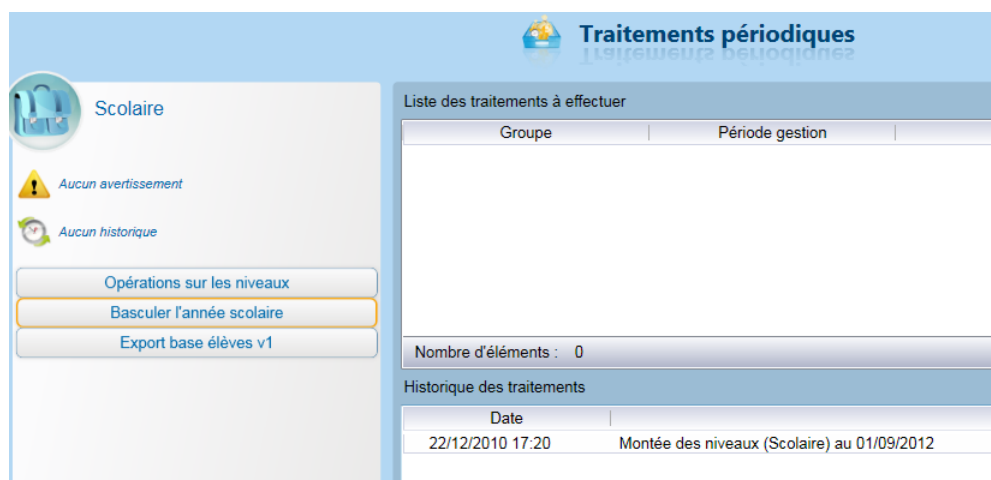 Traitements périodiques
Scolaire
Aucun avertissement
Aucun historique
Opérations sur les niveaux
Basculer l'année scolaire
Export base élèves v1
Liste des traitements à effectuer
Groupe Période gestion
Nombre d'éléments : 0
Historique des traitements
Date
22/12/2010 17:20 Montée des niveaux (Scolaire) au 01/09/2012